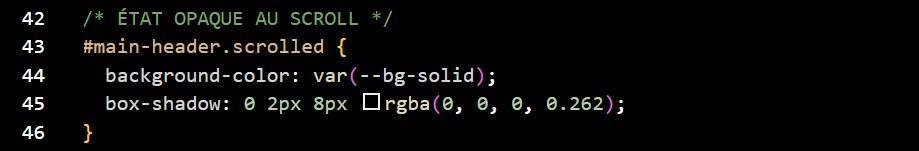 42 /* ÉTAT OPAQUE AU SCROLL */
43 #main-header.scrolled {
44 background-color: var(--bg-solid);
45 box-shadow: 0 2px 8px rgba(0, 0, 0, 0.262);
46 }